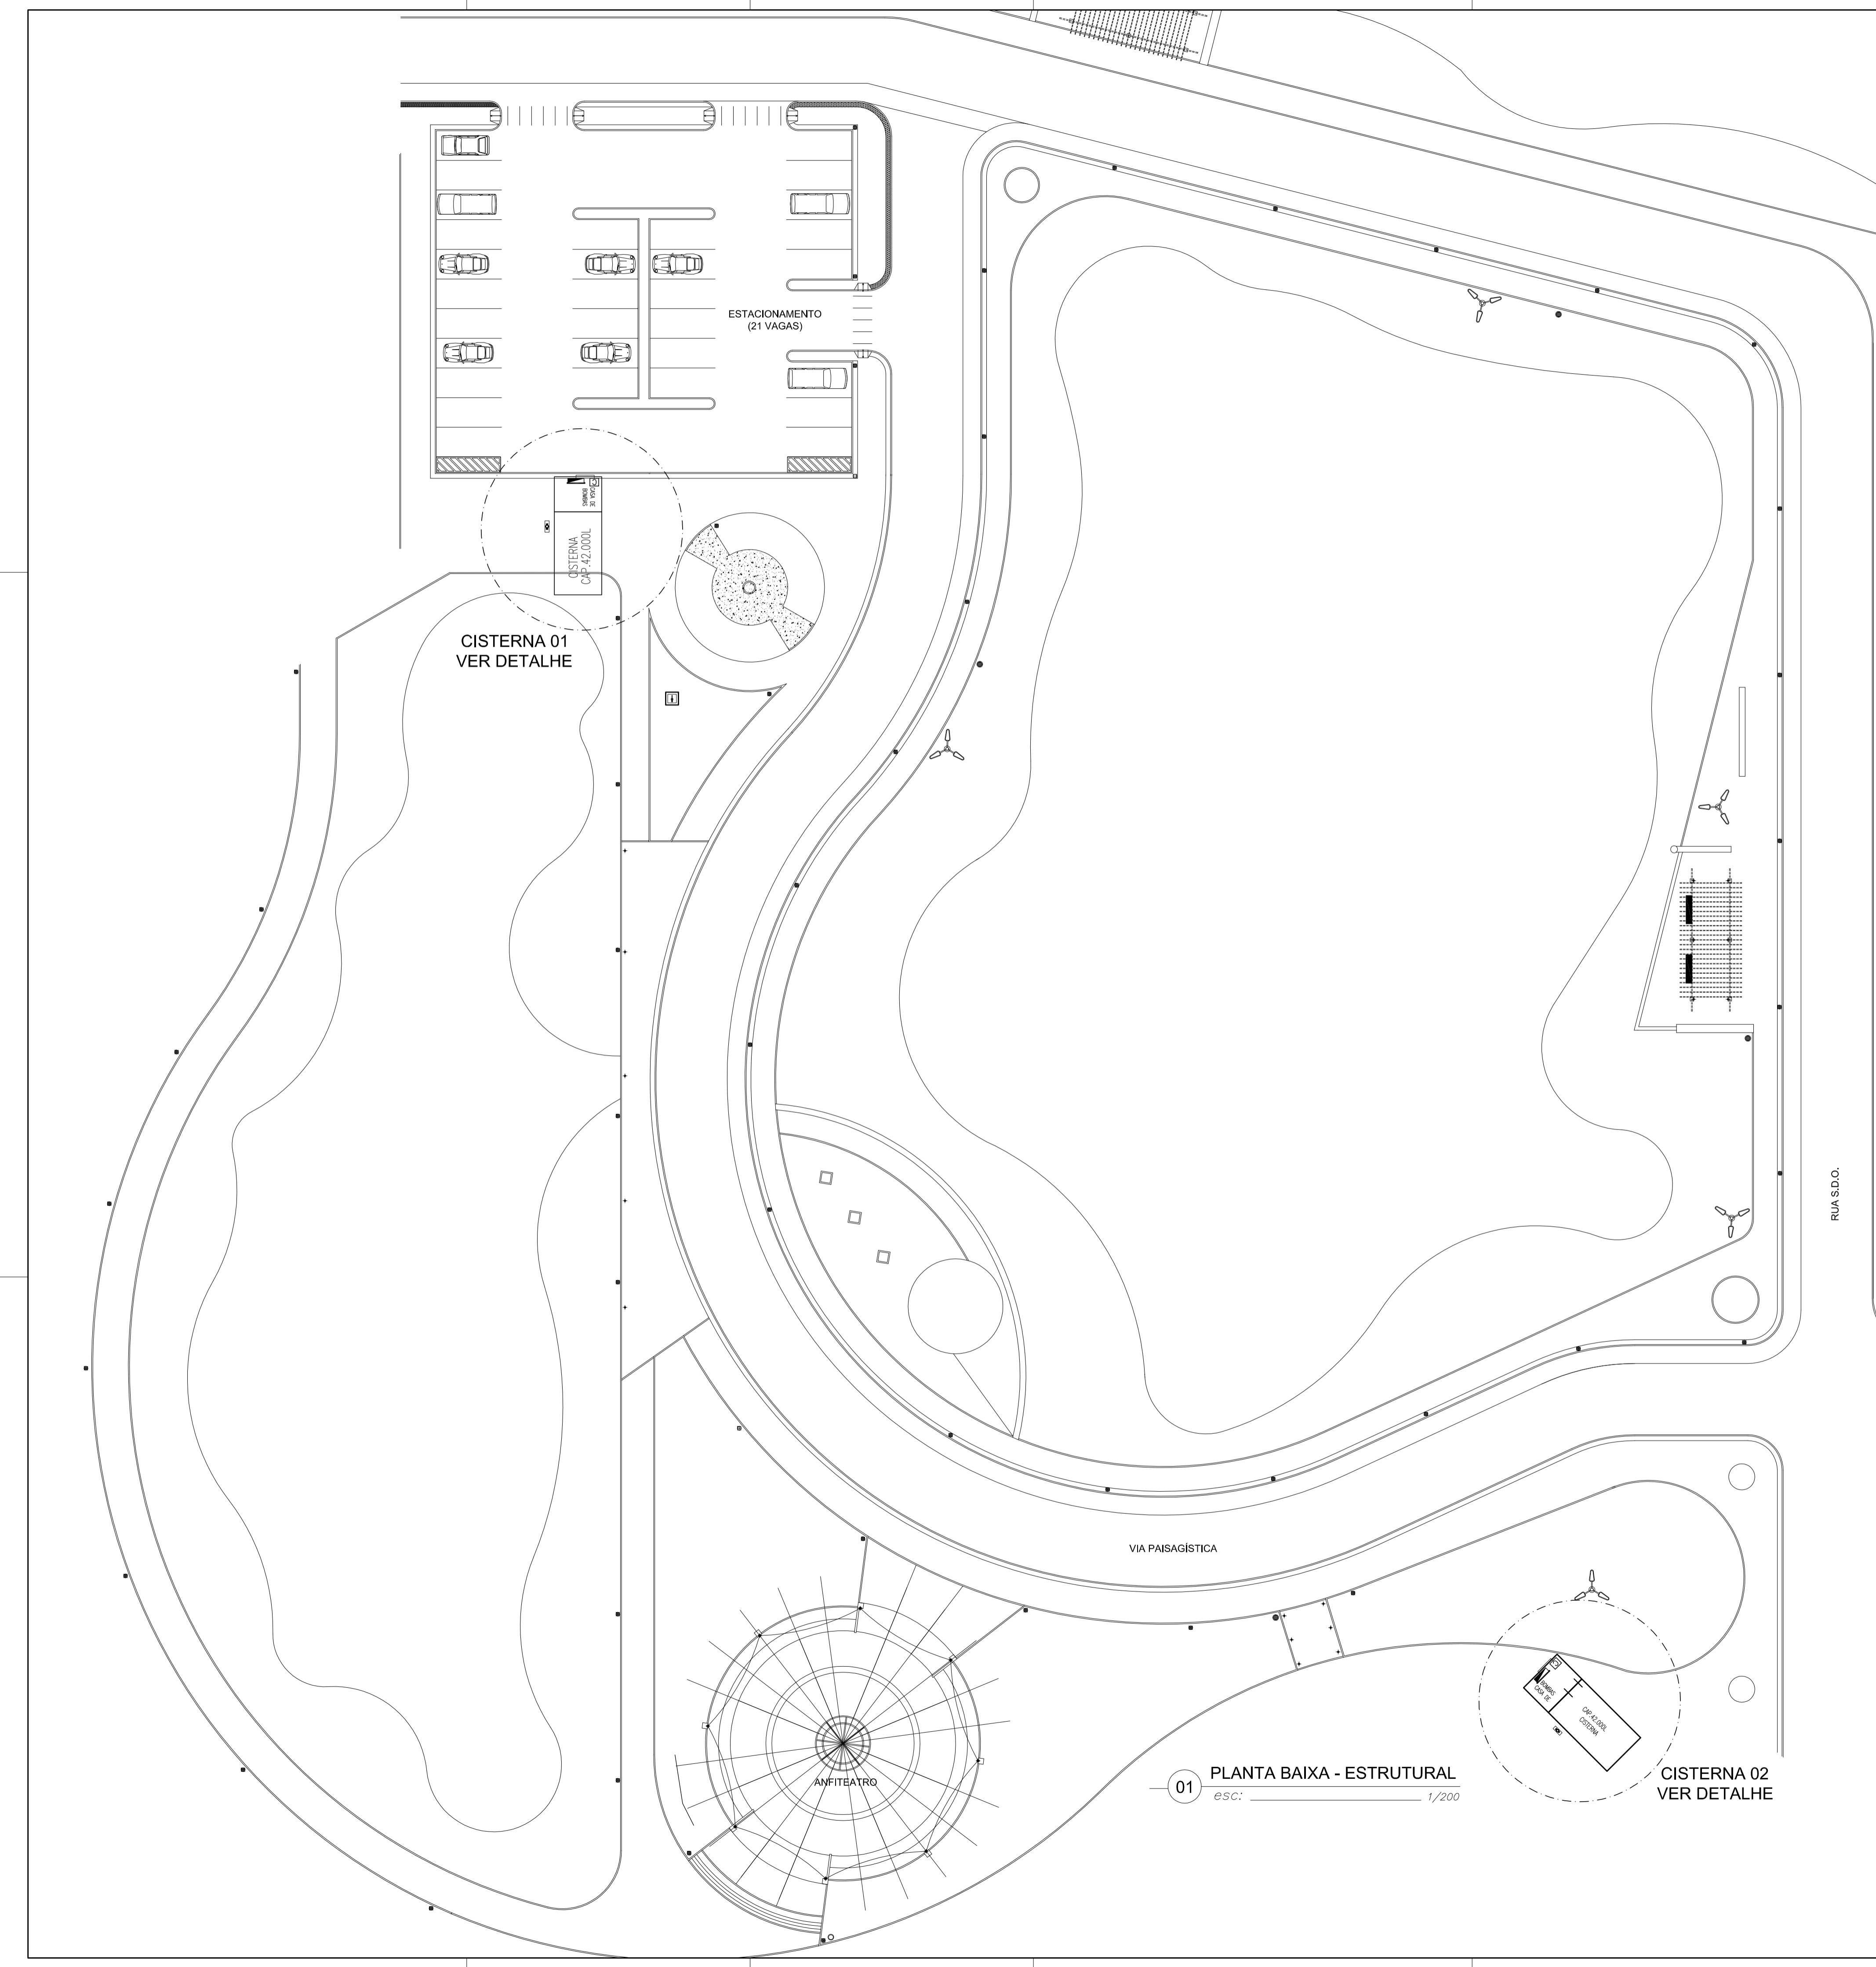 ESTACIONAMENTO
(21 VAGAS)
CASA DE
BOMBAS
CISTERNA
CAP.42.000L
CISTERNA 01
VER DETALHE
RUA S.D.O.
VIA PAISAGÍSTICA
ANFITEATRO
CASA DE
BOMBAS
CISTERNA
CAP.42.000L
01
PLANTA BAIXA - ESTRUTURAL
esc:
1/200
CISTERNA 02
VER DETALHE